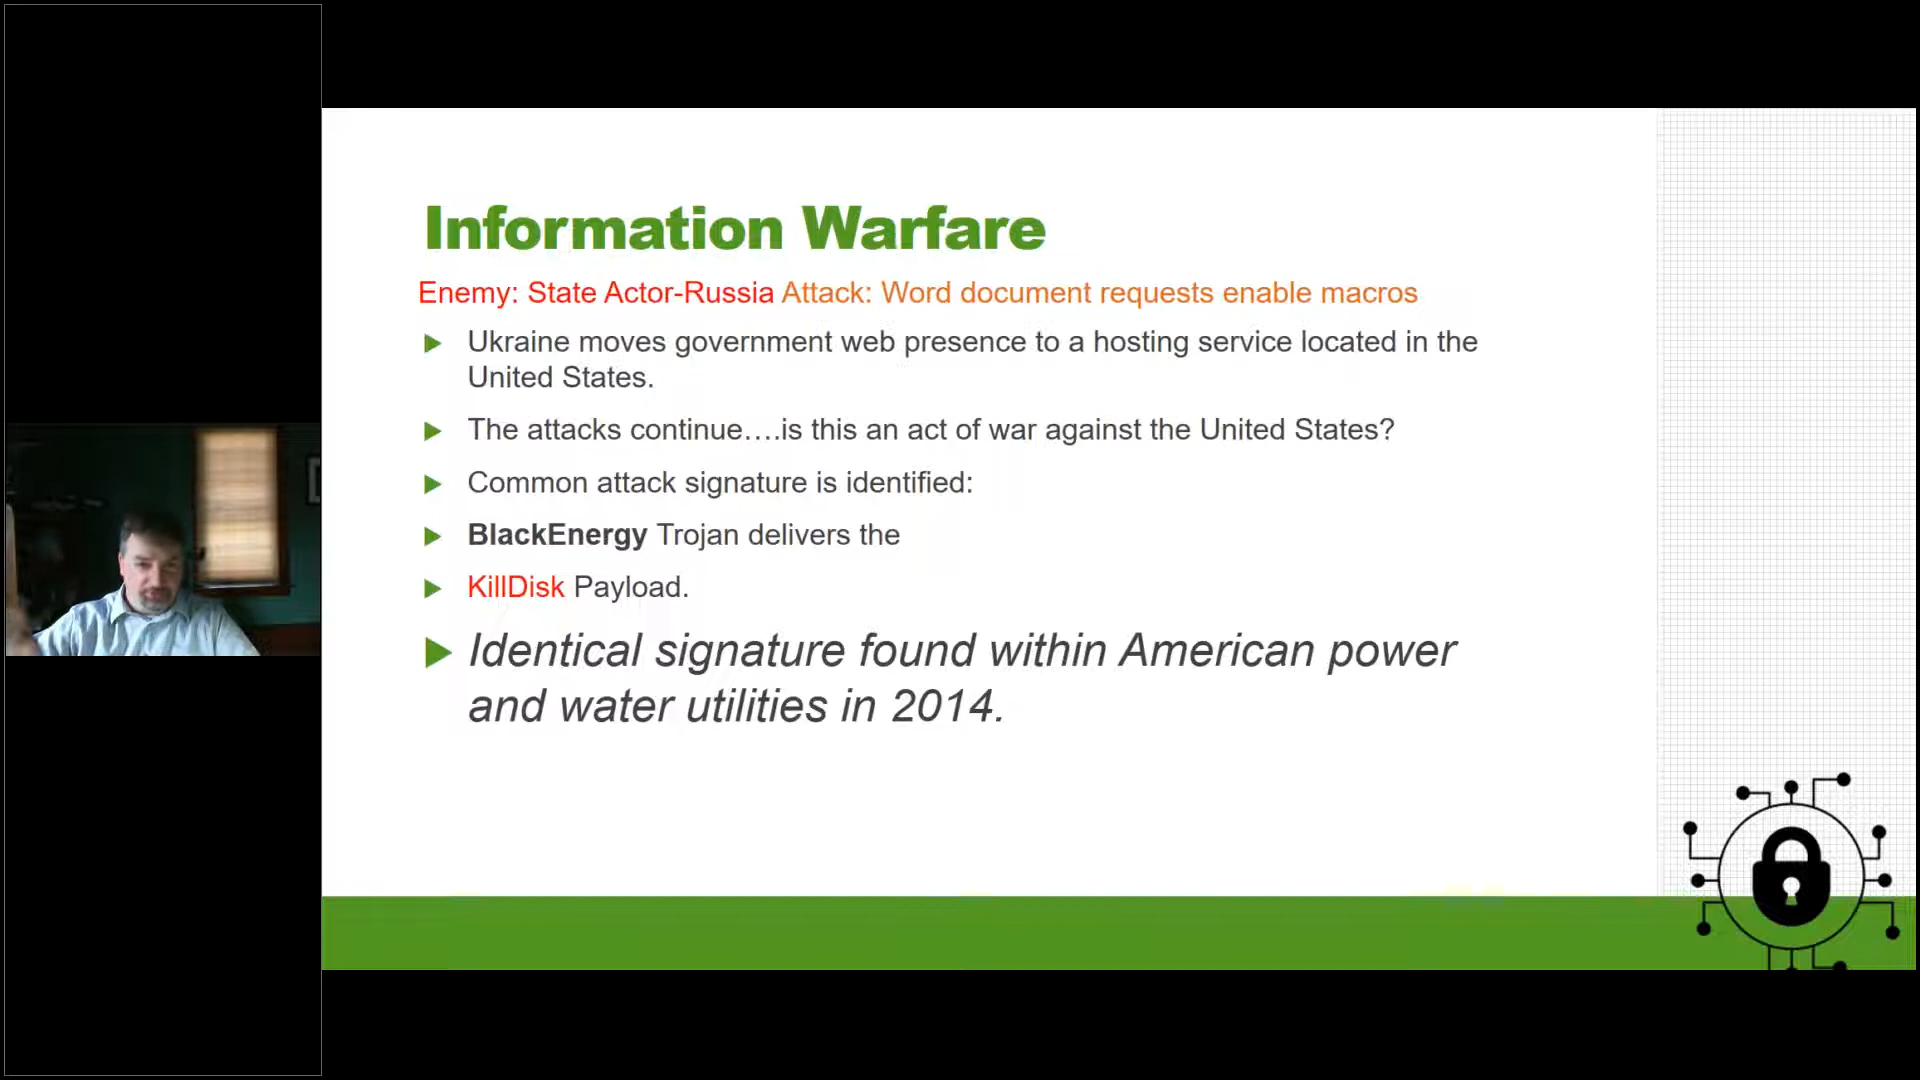 Information Warfare
Enemy: State Actor-Russia Attack: Word document requests enable macros
Ukraine moves government web presence to a hosting service located in the
United States.
The attacks continue….is this an act of war against the United States?
Common attack signature is identified:
BlackEnergy Trojan delivers the
KillDisk Payload.
Identical signature found within American power
and water utilities in 2014.